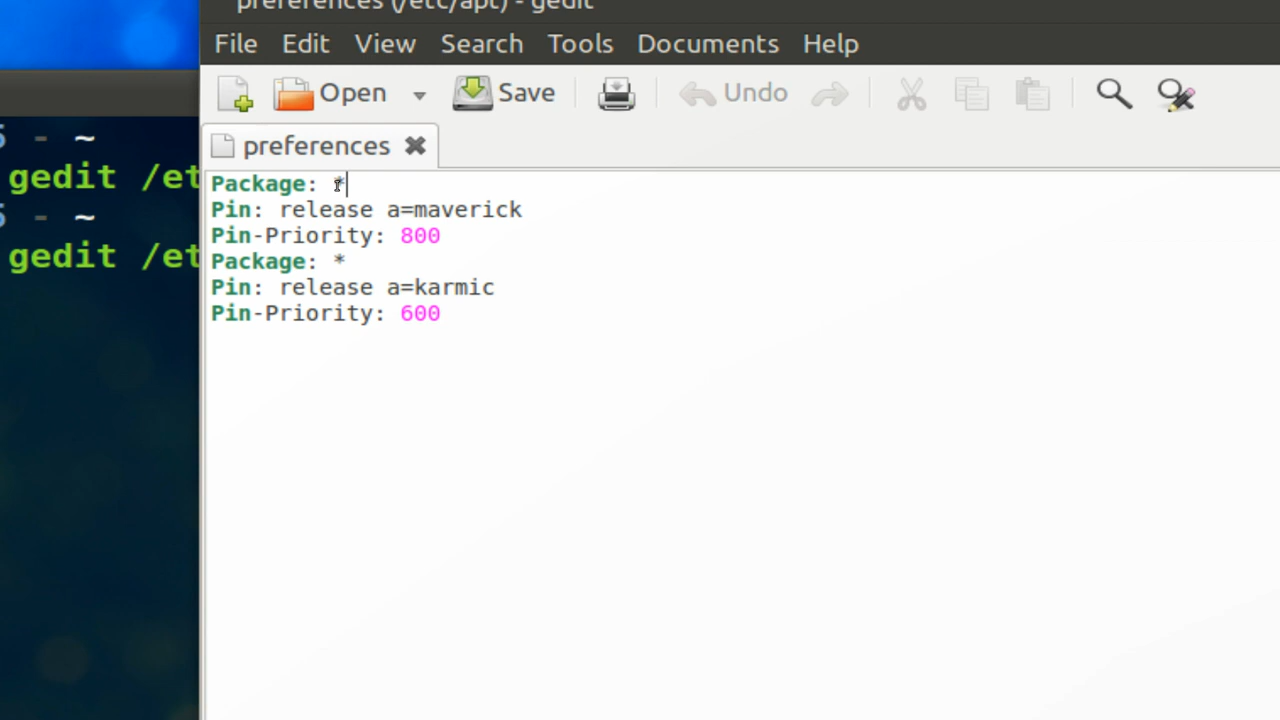 preferences (/etc/apt) - gedit
File Edit View Search Tools Documents Help
Open Save Undo
preferences
Package: *
Pin: release a=maverick
Pin-Priority: 800
Package: *
Pin: release a=karmic
Pin-Priority: 600
- ~
gedit /et
- ~
gedit /et